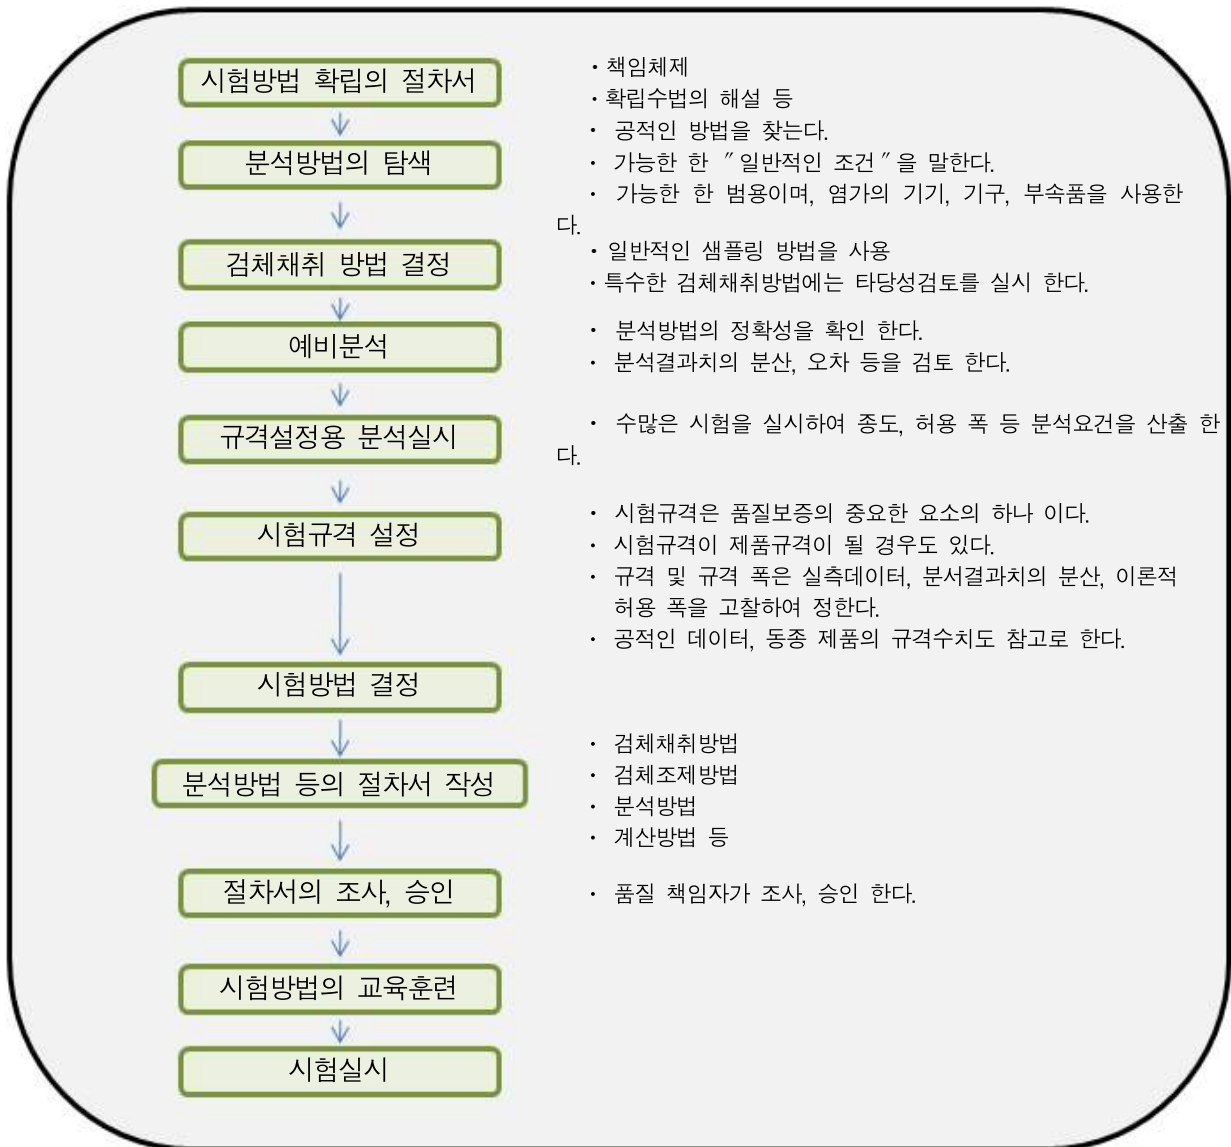 시험방법 확립의 절차서
· 책임체제
· 확립수법의 해설 등
분석방법의 탐색
· 공적인 방법을 찾는다.
· 가능한 한 ″일반적인 조건″을 말한다.
· 가능한 한 범용이며, 염가의 기기, 기구, 부속품을 사용한
다.
검체채취 방법 결정
· 일반적인 샘플링 방법을 사용
· 특수한 검체채취방법에는 타당성검토를 실시 한다.
예비분석
· 분석방법의 정확성을 확인 한다.
· 분석결과치의 분산, 오차 등을 검토 한다.
규격설정용 분석실시
· 수많은 시험을 실시하여 종도, 허용 폭 등 분석요건을 산출 한
다.
시험규격 설정
· 시험규격은 품질보증의 중요한 요소의 하나 이다.
· 시험규격이 제품규격이 될 경우도 있다.
· 규격 및 규격 폭은 실측데이터, 분서결과치의 분산, 이론적
허용 폭을 고찰하여 정한다.
· 공적인 데이터, 동종 제품의 규격수치도 참고로 한다.
시험방법 결정
분석방법 등의 절차서 작성
· 검체채취방법
· 검체조제방법
· 분석방법
· 계산방법 등
절차서의 조사, 승인
· 품질 책임자가 조사, 승인 한다.
시험방법의 교육훈련
시험실시